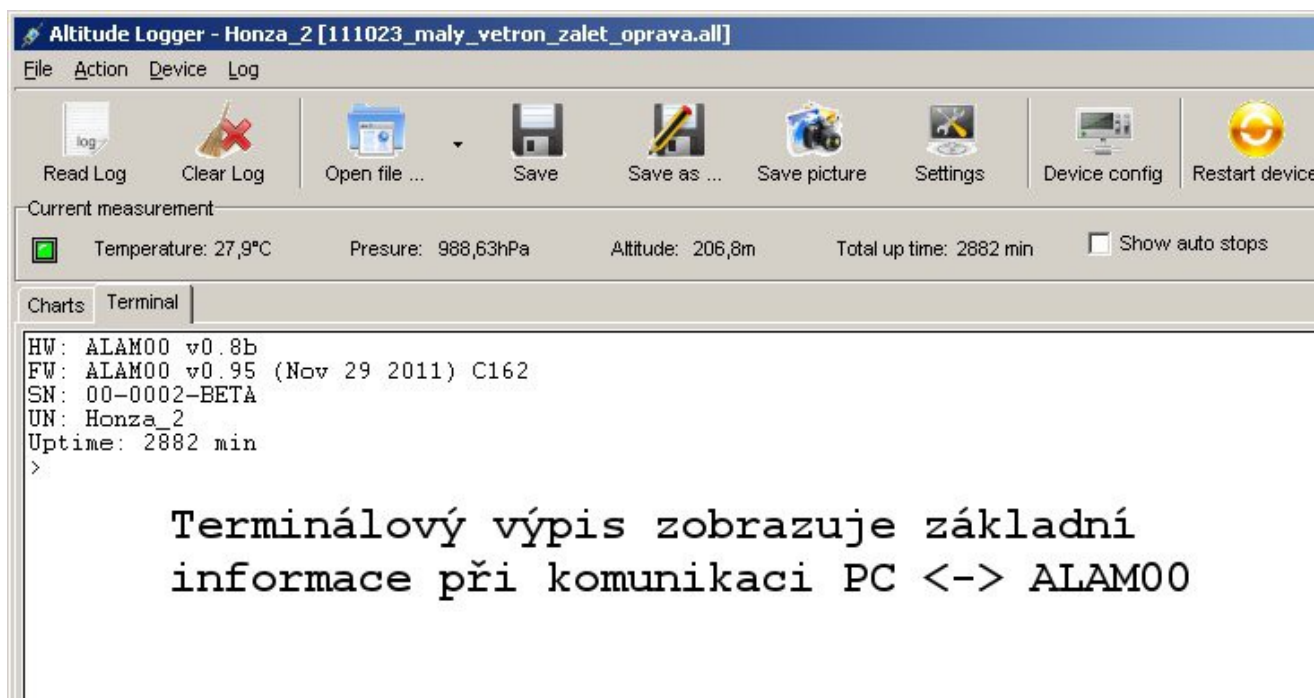 Altitude Logger - Honza_2 [111023_maly_vetron_zalet_oprava.all]
File Action Device Log
log
Read Log Clear Log Open file ... Save Save as ... Save picture Settings Device config Restart device
Current measurement
Temperature: 27,9°C Presure: 988,63hPa Altitude: 206,8m Total up time: 2882 min Show auto stops
Charts Terminal
HW: ALAM00 v0.8b
FW: ALAM00 v0.95 (Nov 29 2011) C162
SN: 00-0002-BETA
UN: Honza_2
Uptime: 2882 min
>
Terminálový výpis zobrazuje základní
informace při komunikaci PC <-> ALAM00